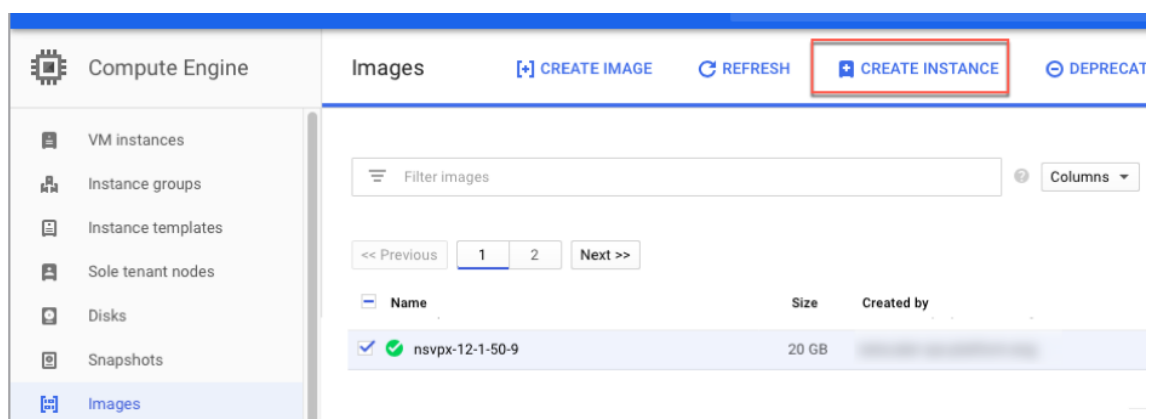 Compute Engine
Images
[+] CREATE IMAGE
REFRESH
CREATE INSTANCE
DEPRECAT
VM instances
Instance groups
Instance templates
Sole tenant nodes
Disks
Snapshots
Images
Filter images
Columns
<< Previous
1
2
Next >>
Name
Size
Created by
nsvpx-12-1-50-9
20 GB